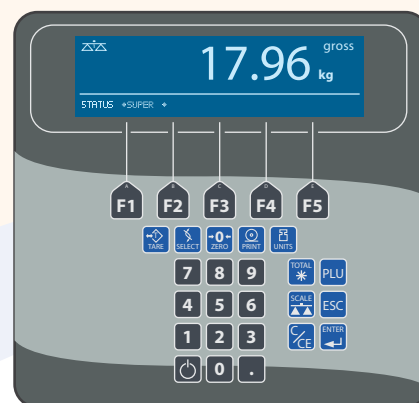 gross
17.96 kg
STATUS +SUPER +
A B C D E
F1 F2 F3 F4 F5
TARE SELECT →0← ZERO PRINT UNITS
7 8 9 TOTAL * PLU
4 5 6 SCALE ESC
1 2 3 C/CE ENTER
0 .